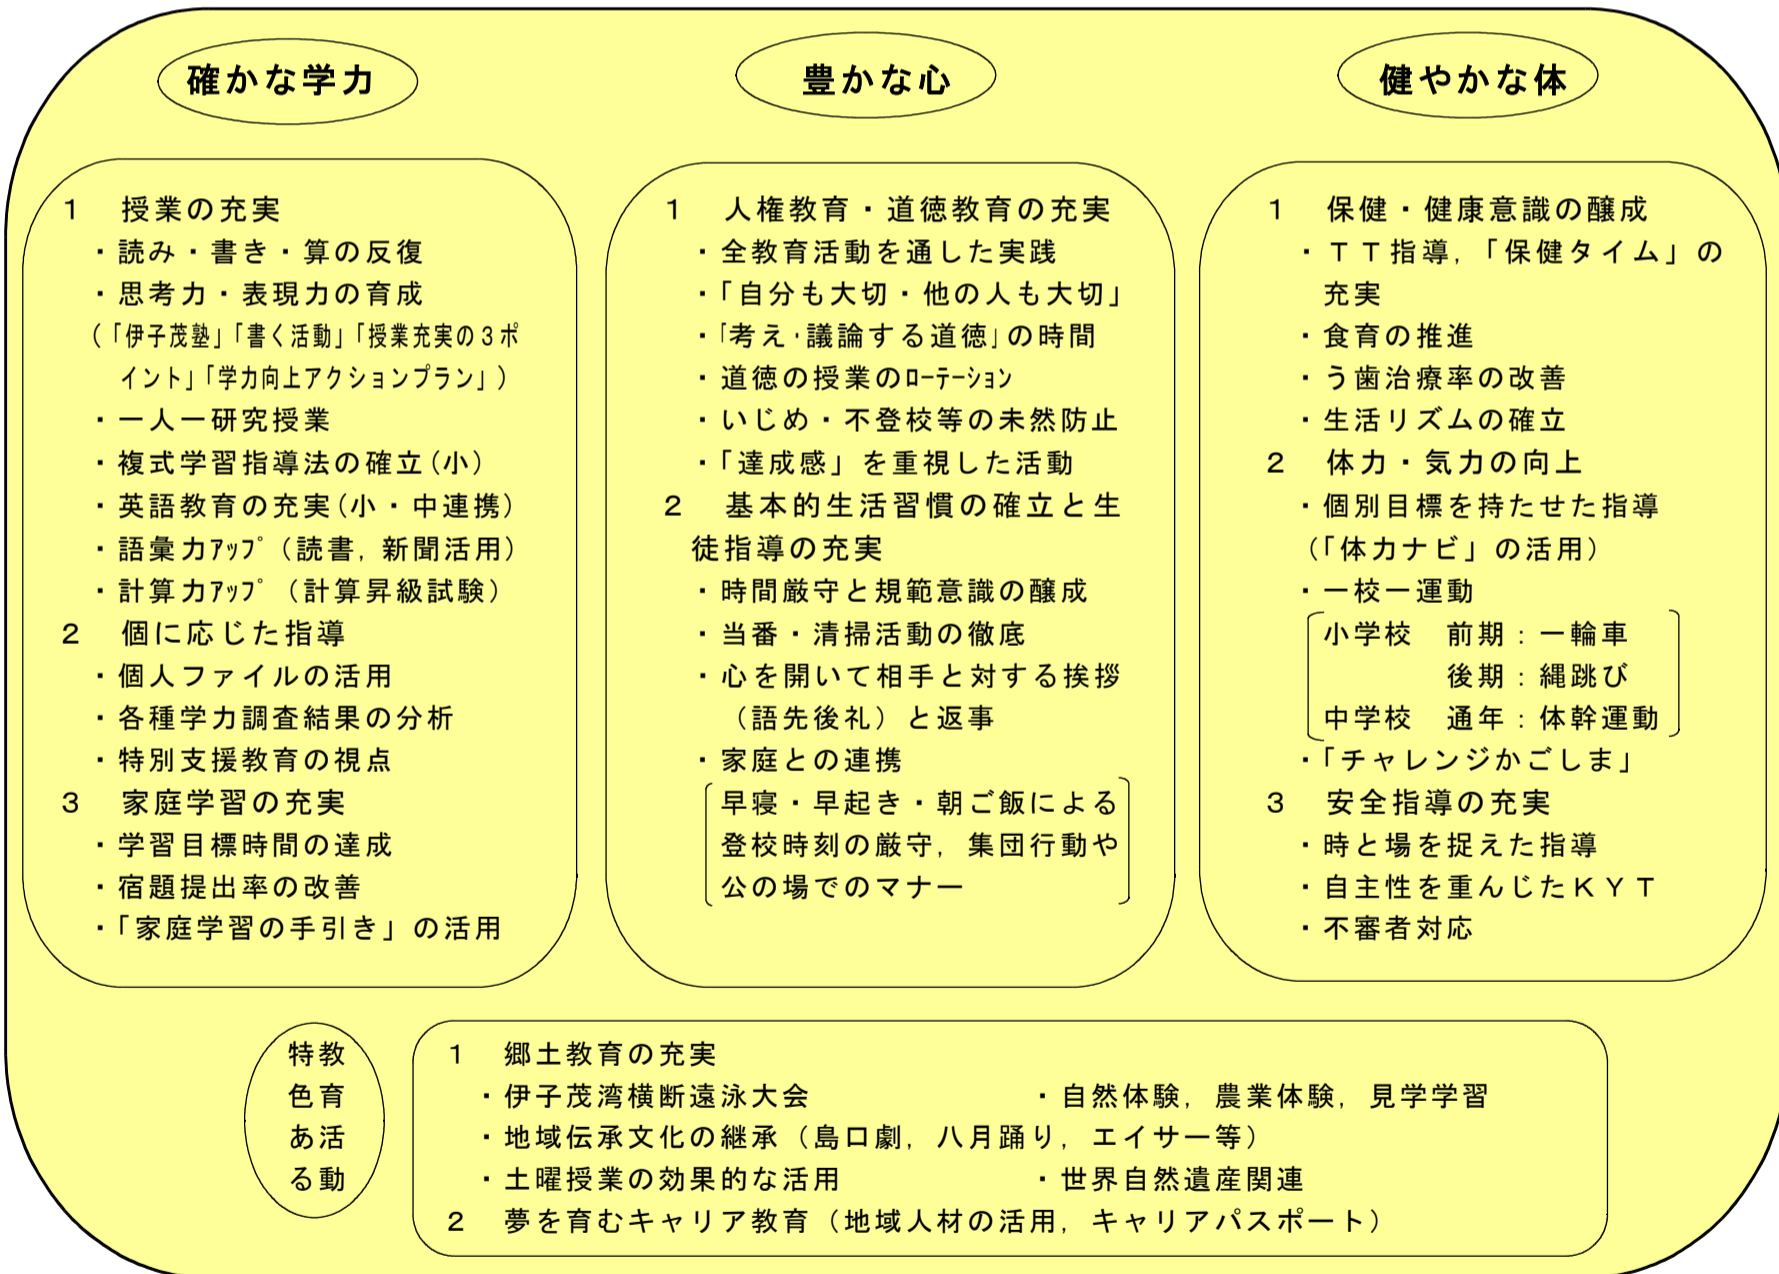 確かな学力
1 授業の充実
・読み・書き・算の反復
・思考力・表現力の育成
(「伊子茂塾」「書く活動」「授業充実の3ポ
イント」「学力向上アクションプラン」)
・一人一研究授業
・複式学習指導法の確立(小)
・英語教育の充実(小・中連携)
・語彙力ｱｯﾌﾟ(読書,新聞活用)
・計算力ｱｯﾌﾟ(計算昇級試験)
2 個に応じた指導
・個人ファイルの活用
・各種学力調査結果の分析
・特別支援教育の視点
3 家庭学習の充実
・学習目標時間の達成
・宿題提出率の改善
・「家庭学習の手引き」の活用
豊かな心
1 人権教育・道徳教育の充実
・全教育活動を通した実践
・「自分も大切・他の人も大切」
・「考え・議論する道徳」の時間
・道徳の授業のﾛｰﾃｰｼｮﾝ
・いじめ・不登校等の未然防止
・「達成感」を重視した活動
2 基本的生活習慣の確立と生
徒指導の充実
・時間厳守と規範意識の醸成
・当番・清掃活動の徹底
・心を開いて相手と対する挨拶
(語先後礼)と返事
・家庭との連携
早寝・早起き・朝ご飯による
登校時刻の厳守,集団行動や
公の場でのマナー
健やかな体
1 保健・健康意識の醸成
・TT指導,「保健タイム」の
充実
・食育の推進
・う歯治療率の改善
・生活リズムの確立
2 体力・気力の向上
・個別目標を持たせた指導
(「体力ナビ」の活用)
・一校一運動
小学校 前期:一輪車
後期:縄跳び
中学校 通年:体幹運動
・「チャレンジかごしま」
3 安全指導の充実
・時と場を捉えた指導
・自主性を重んじたKYT
・不審者対応
特色ある
教育活動
1 郷土教育の充実
・伊子茂湾横断遠泳大会 ・自然体験,農業体験,見学学習
・地域伝承文化の継承(島口劇,八月踊り,エイサー等)
・土曜授業の効果的な活用 ・世界自然遺産関連
2 夢を育むキャリア教育(地域人材の活用,キャリアパスポート)